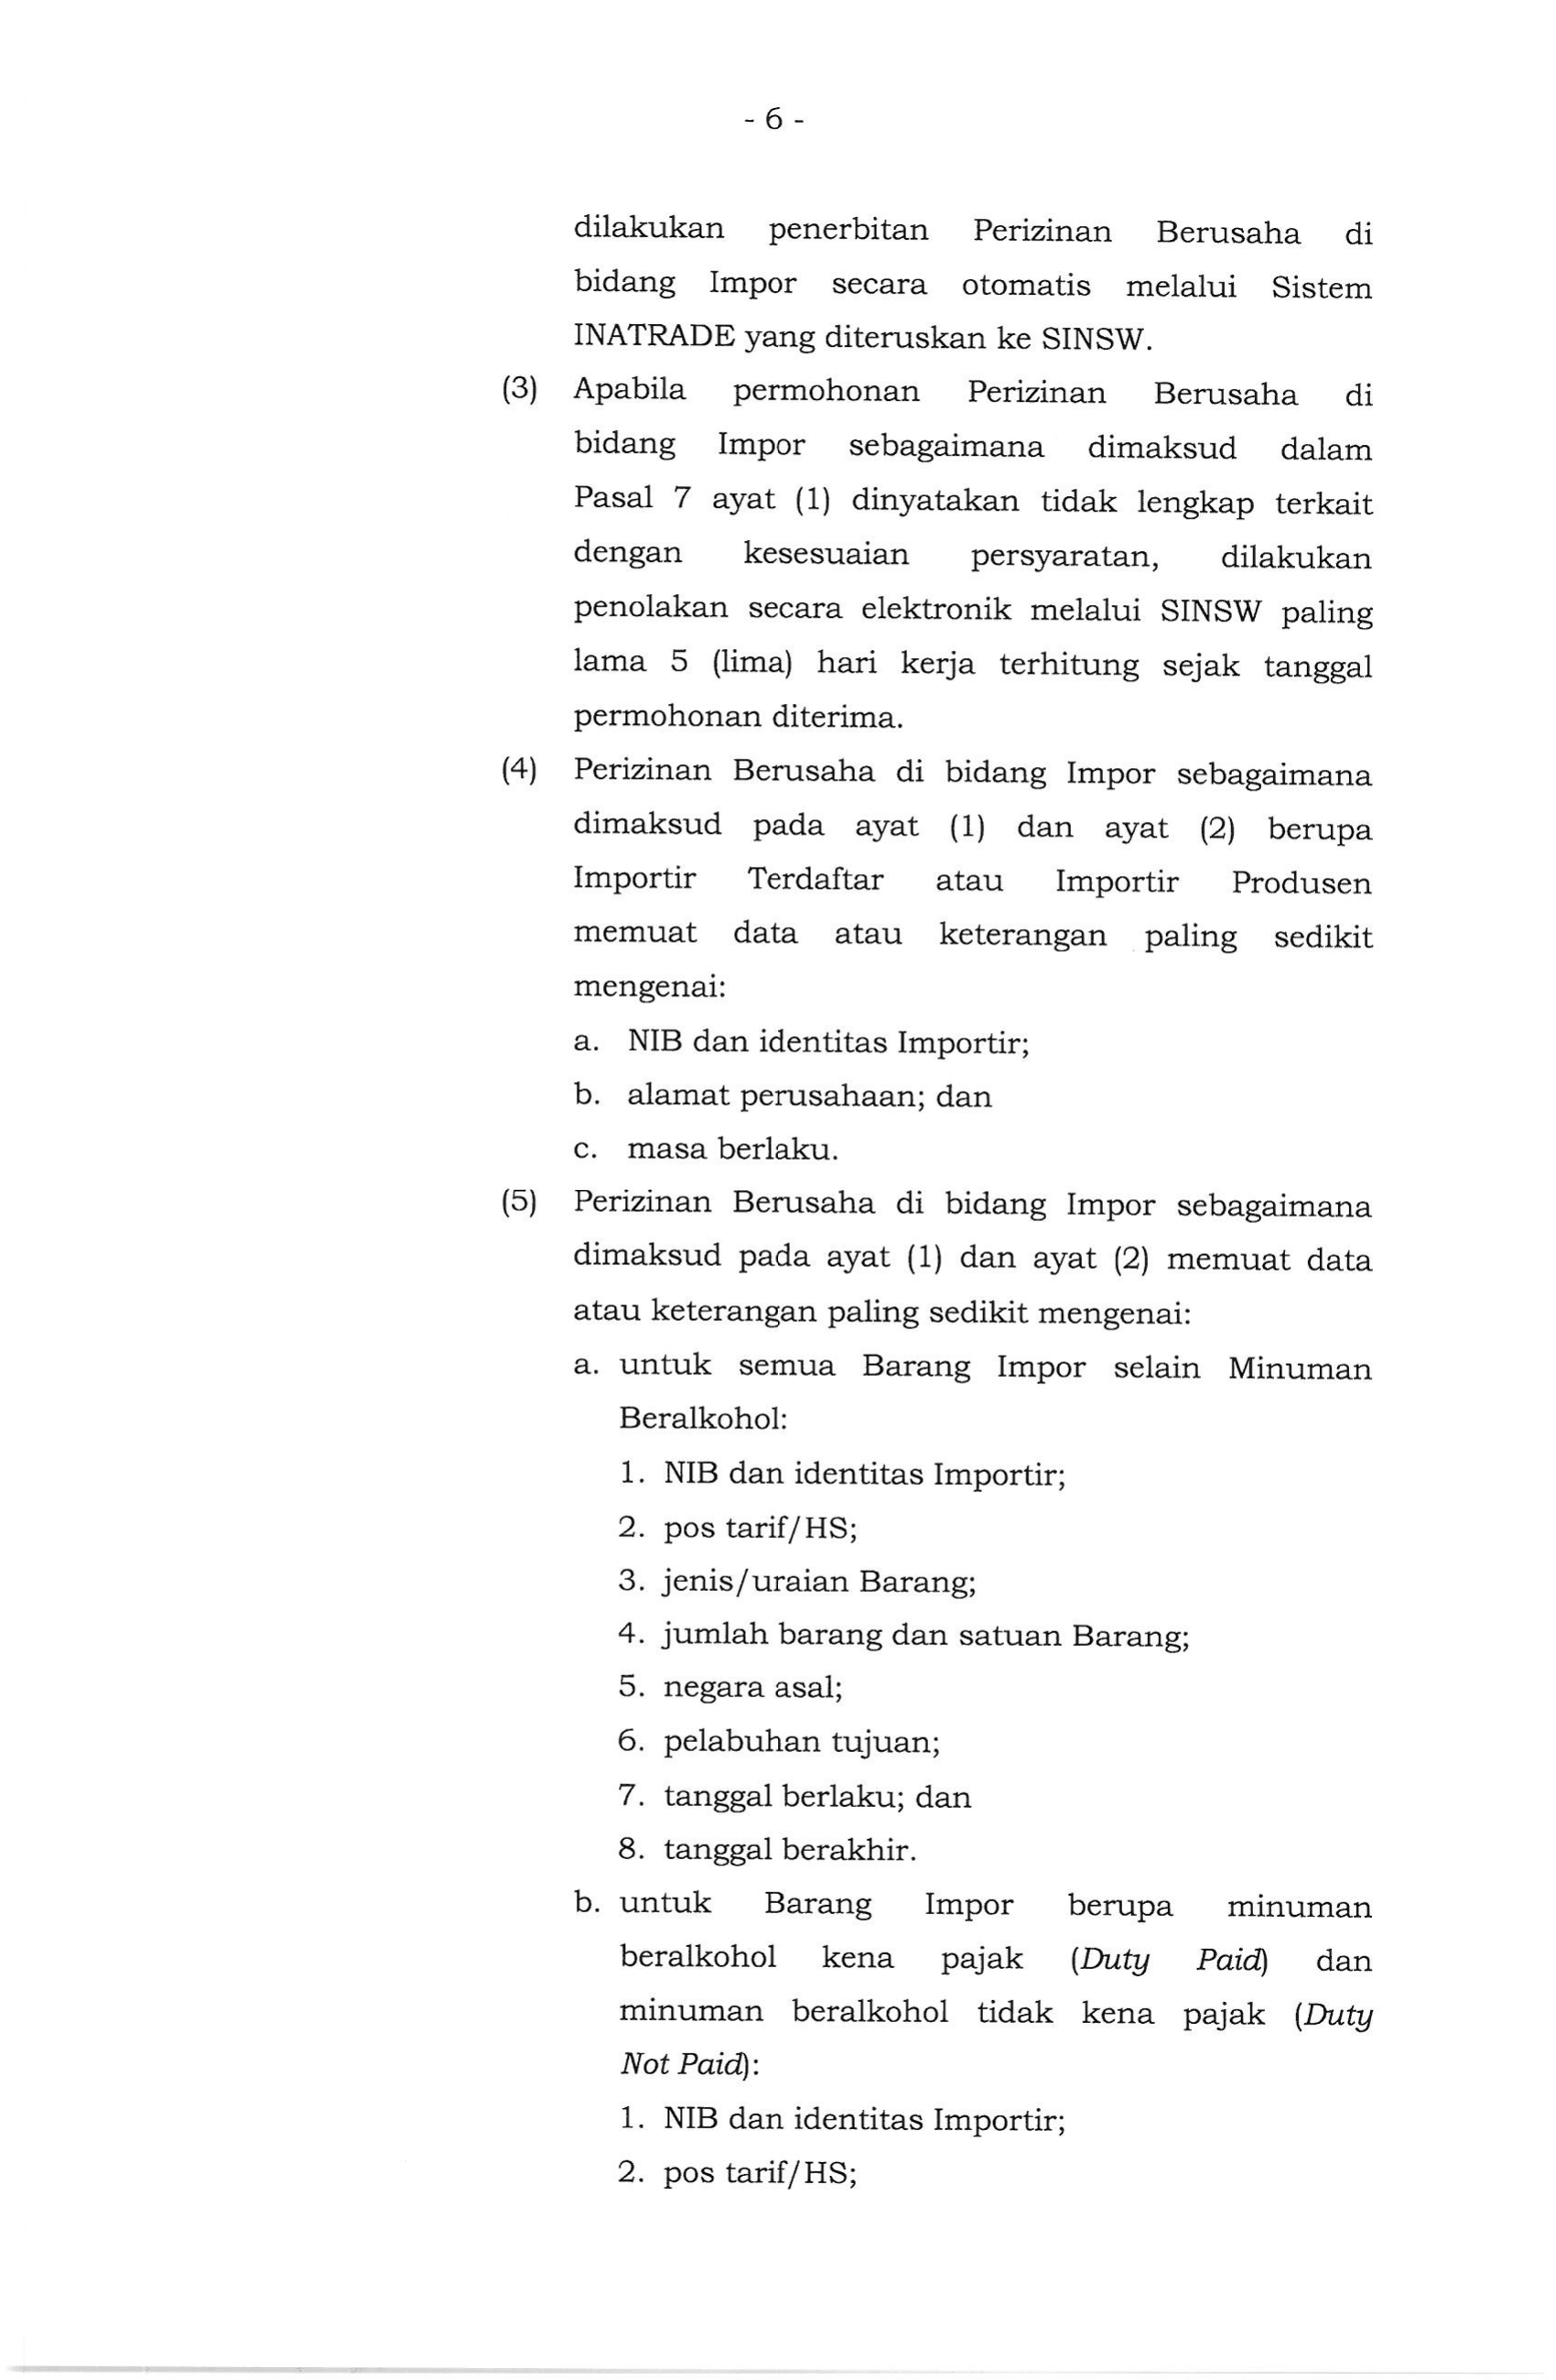 - 6 -
dilakukan penerbitan Perizinan Berusaha di
bidang Impor secara otomatis melalui Sistem
INATRADE yang diteruskan ke SINSW.
(3) Apabila permohonan Perizinan Berusaha di
bidang Impor sebagaimana dimaksud dalam
Pasal 7 ayat (1) dinyatakan tidak lengkap terkait
dengan kesesuaian persyaratan, dilakukan
penolakan secara elektronik melalui SINSW paling
lama 5 (lima) hari kerja terhitung sejak tanggal
permohonan diterima.
(4) Perizinan Berusaha di bidang Impor sebagaimana
dimaksud pada ayat (1) dan ayat (2) berupa
Importir Terdaftar atau Importir Produsen
memuat data atau keterangan paling sedikit
mengenai:
a. NIB dan identitas Importir;
b. alamat perusahaan; dan
c. masa berlaku.
(5) Perizinan Berusaha di bidang Impor sebagaimana
dimaksud pada ayat (1) dan ayat (2) memuat data
atau keterangan paling sedikit mengenai:
a. untuk semua Barang Impor selain Minuman
Beralkohol:
1. NIB dan identitas Importir;
2. pos tarif/HS;
3. jenis/uraian Barang;
4. jumlah barang dan satuan Barang;
5. negara asal;
6. pelabuhan tujuan;
7. tanggal berlaku; dan
8. tanggal berakhir.
b. untuk Barang Impor berupa minuman
beralkohol kena pajak (Duty Paid) dan
minuman beralkohol tidak kena pajak (Duty
Not Paid):
1. NIB dan identitas Importir;
2. pos tarif/HS;